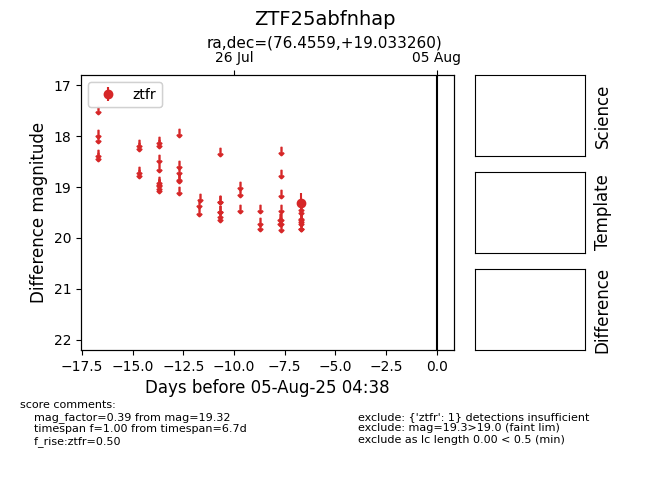 ZTF25abfnhap
ra,dec=(76.4559,+19.033260)
26 Jul
05 Aug
ztfr
17
18
19
20
21
22
Difference magnitude
−17.5
−15.0
−12.5
−10.0
−7.5
−5.0
−2.5
0.0
Days before 05-Aug-25 04:38
Science
Template
Difference
score comments:
mag_factor=0.39 from mag=19.32
timespan f=1.00 from timespan=6.7d
f_rise:ztfr=0.50
exclude: {'ztfr': 1} detections insufficient
exclude: mag=19.3>19.0 (faint lim)
exclude as lc length 0.00 < 0.5 (min)